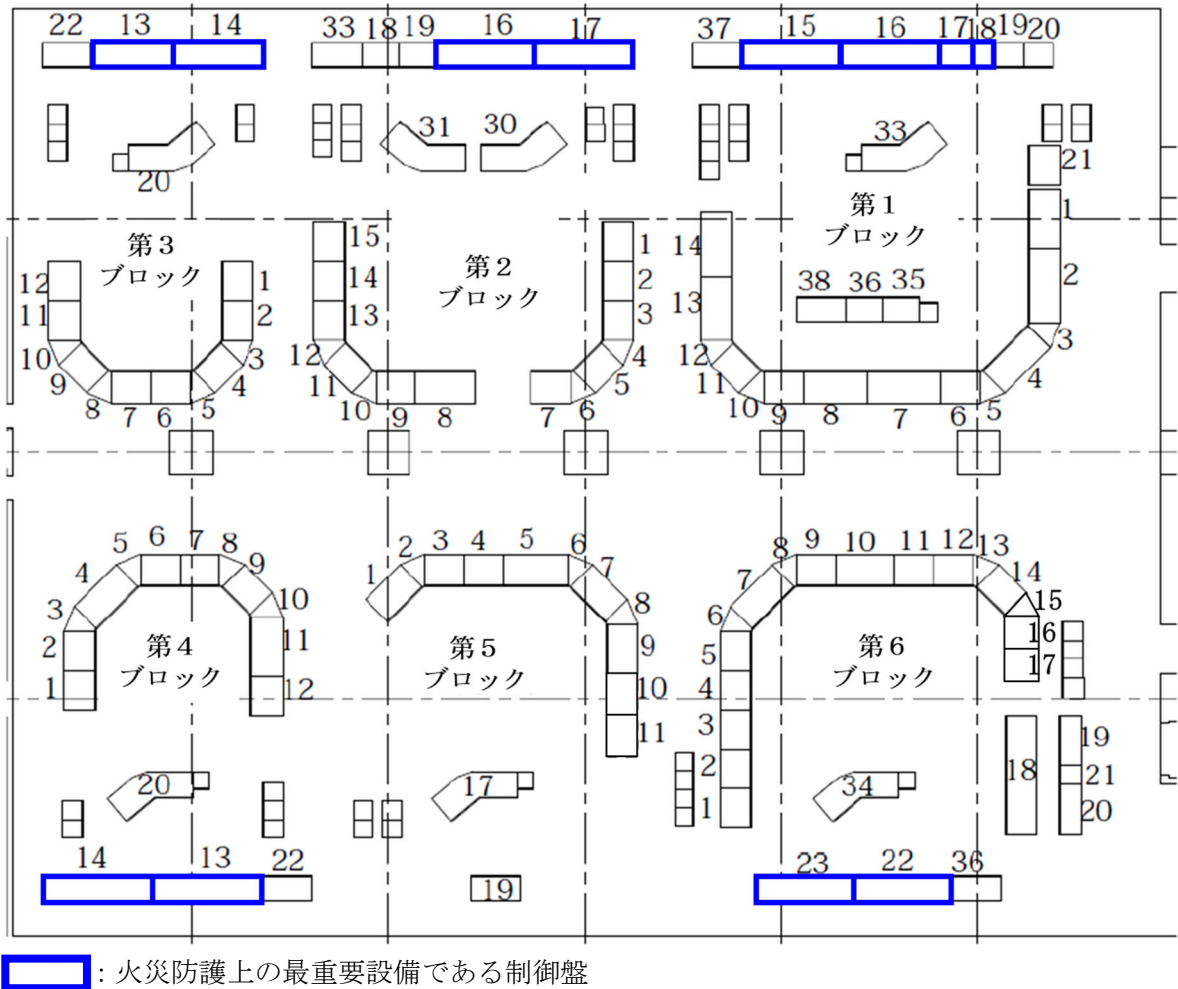 22 13 14 33 18 19 16 17 37 15 16 17 18 19 20
20 31 30 33 21
第３
ブロック
12 11 10 9 8 7 6 5 4 3 2 1
第２
ブロック
15 14 13 12 11 10 9 8 7 6 5 4 3 2 1
第１
ブロック
14 13 12 11 10 9 8 7 6 5 4 3 2 1
38 36 35
第４
ブロック
1 2 3 4 5 6 7 8 9 10 11 12
第５
ブロック
1 2 3 4 5 6 7 8 9 10 11
第６
ブロック
1 2 3 4 5 6 7 8 9 10 11 12 13 14 15 16 17
20 17 34 18 19 21 20
14 13 22 19 23 22 36
：火災防護上の最重要設備である制御盤